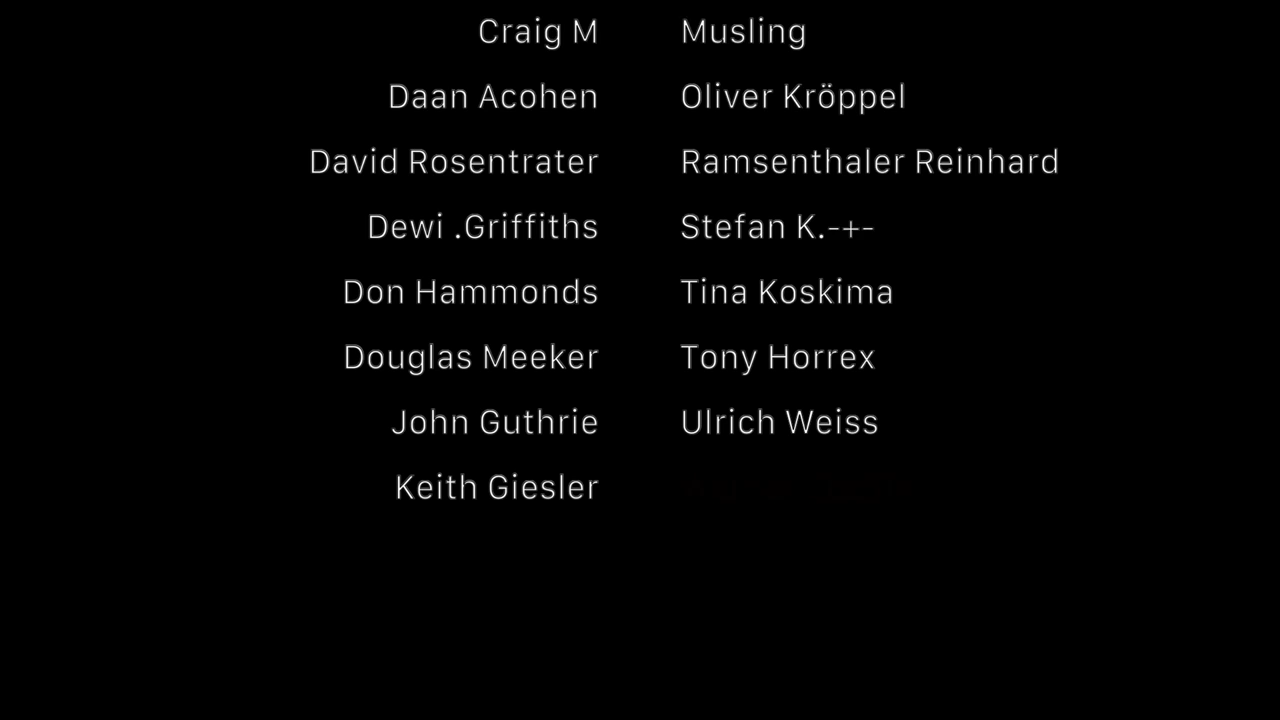 Craig M
Musling
Daan Acohen
Oliver Kröppel
David Rosentrater
Ramsenthaler Reinhard
Dewi .Griffiths
Stefan K.-+-
Don Hammonds
Tina Koskima
Douglas Meeker
Tony Horrex
John Guthrie
Ulrich Weiss
Keith Giesler